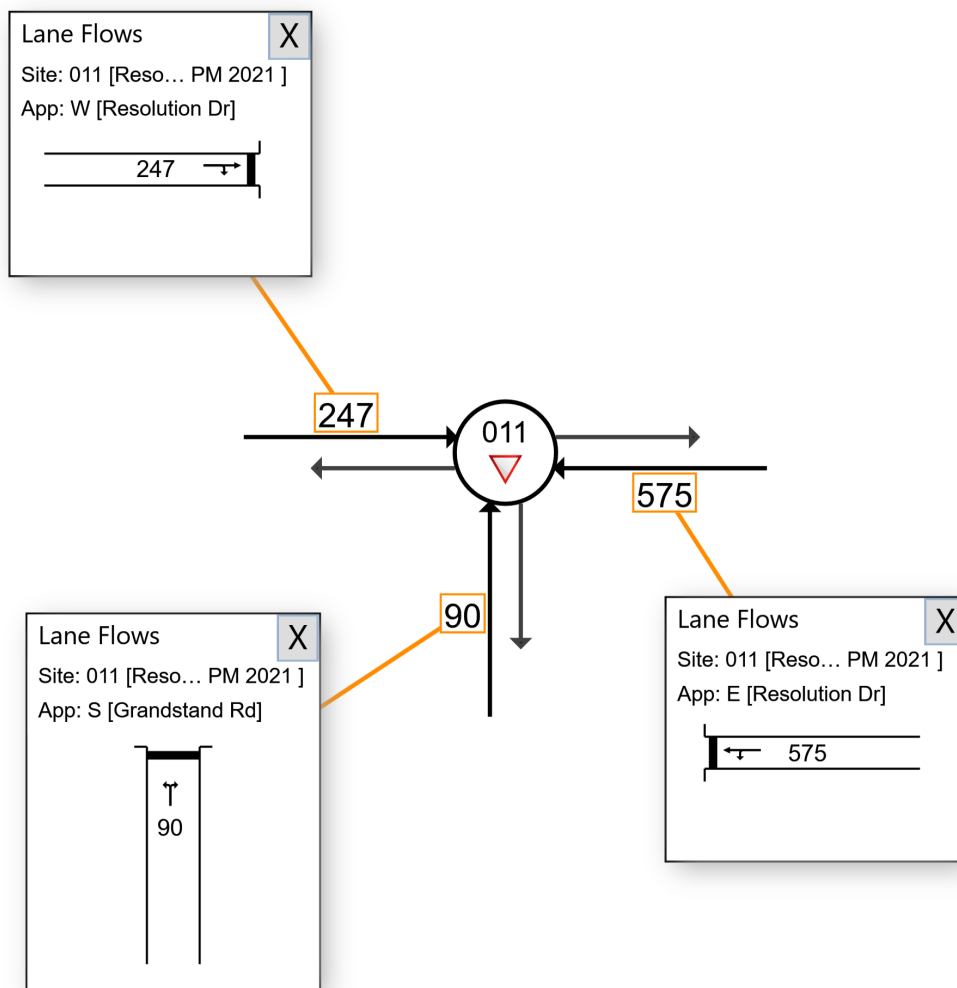 Lane Flows
X
Site: 011 [Reso... PM 2021 ]
App: W [Resolution Dr]
247
247
011
575
90
Lane Flows
X
Site: 011 [Reso... PM 2021 ]
App: S [Grandstand Rd]
90
Lane Flows
X
Site: 011 [Reso... PM 2021 ]
App: E [Resolution Dr]
575